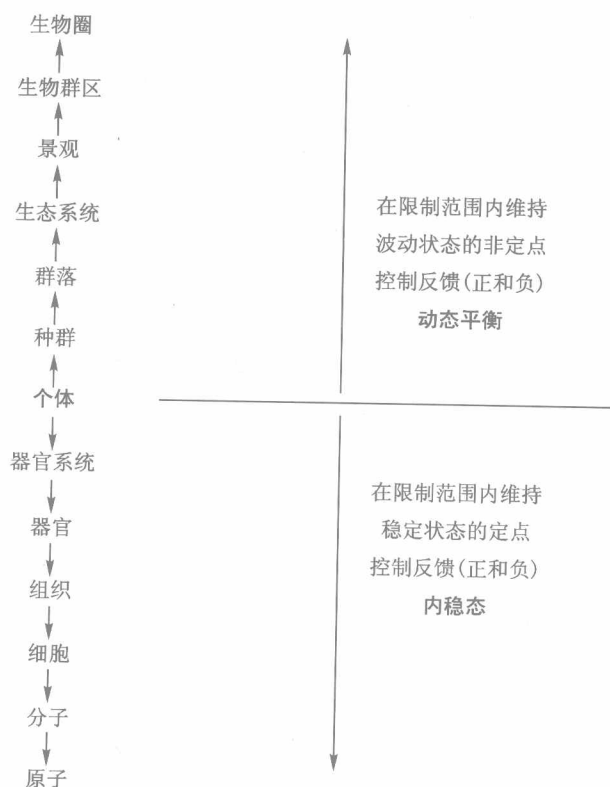 生物圈
生物群区
景观
生态系统
群落
种群
个体
器官系统
器官
组织
细胞
分子
原子
在限制范围内维持
波动状态的非定点
控制反馈(正和负)
动态平衡
在限制范围内维持
稳定状态的定点
控制反馈(正和负)
内稳态